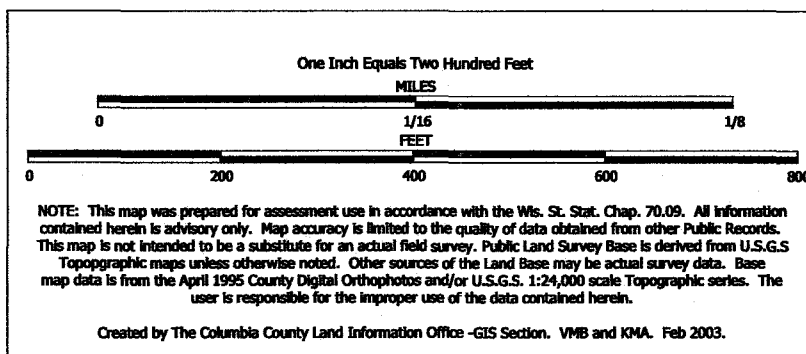 One Inch Equals Two Hundred Feet
MILES
0 1/16 1/8
FEET
0 200 400 600 800
NOTE: This map was prepared for assessment use in accordance with the Wis. St. Stat. Chap. 70.09. All information
contained herein is advisory only. Map accuracy is limited to the quality of data obtained from other Public Records.
This map is not intended to be a substitute for an actual field survey. Public Land Survey Base is derived from U.S.G.S
Topopgraphic maps unless otherwise noted. Other sources of the Land Base may be actual survey data. Base
map data is from the April 1995 County Digital Orthophotos and/or U.S.G.S. 1:24,000 scale Topographic series. The
user is responsible for the improper use of the data contained herein.
Created by The Columbia County Land Information Office -GIS Section. VMB and KMA. Feb 2003.